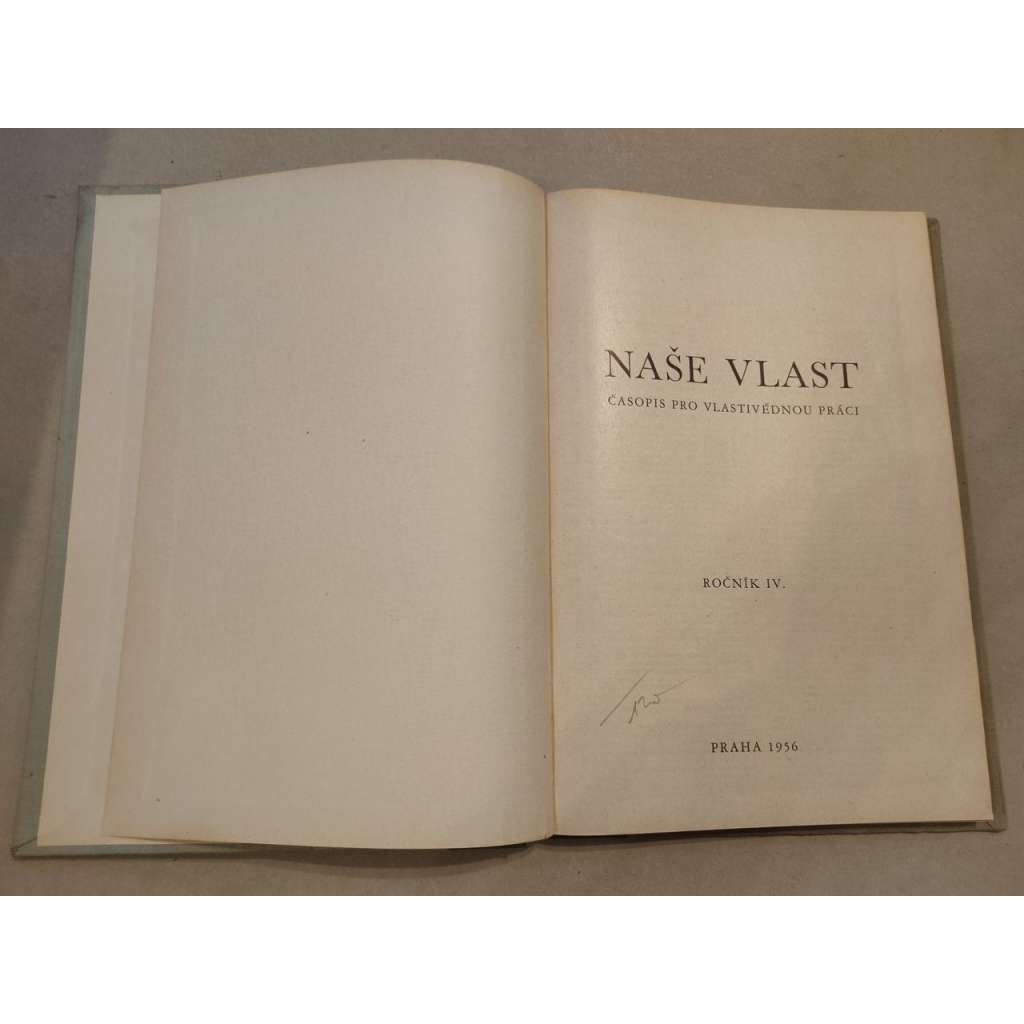 NAŠE VLAST
ČASOPIS PRO VLASTIVĚDNOU PRÁCI
ROČNÍK IV.
PRAHA 1956